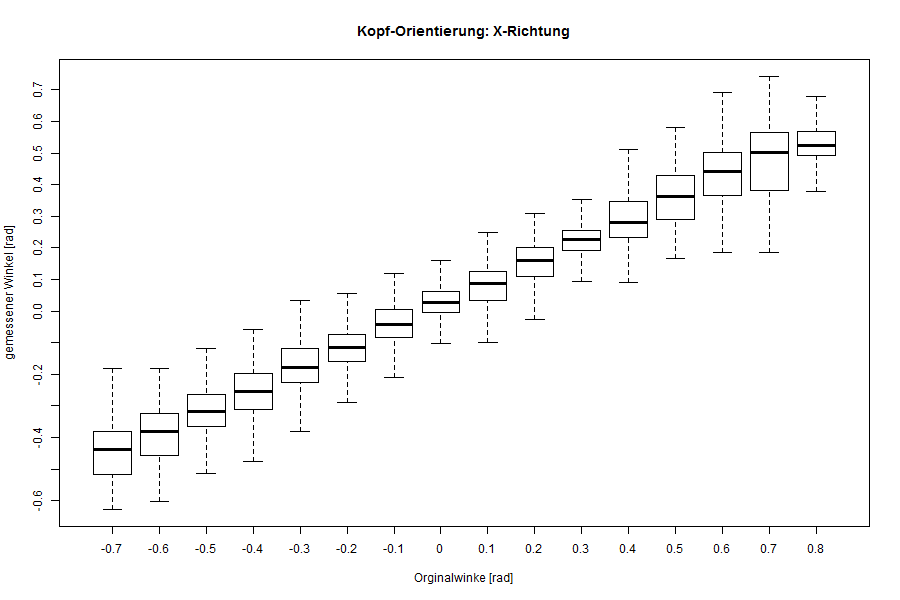 Kopf-Orientierung: X-Richtung
gemessener Winkel [rad]
0.7
0.6
0.5
0.4
0.3
0.2
0.1
0.0
-0.2
-0.4
-0.6
-0.7 -0.6 -0.5 -0.4 -0.3 -0.2 -0.1 0 0.1 0.2 0.3 0.4 0.5 0.6 0.7 0.8
Orginalwinke [rad]